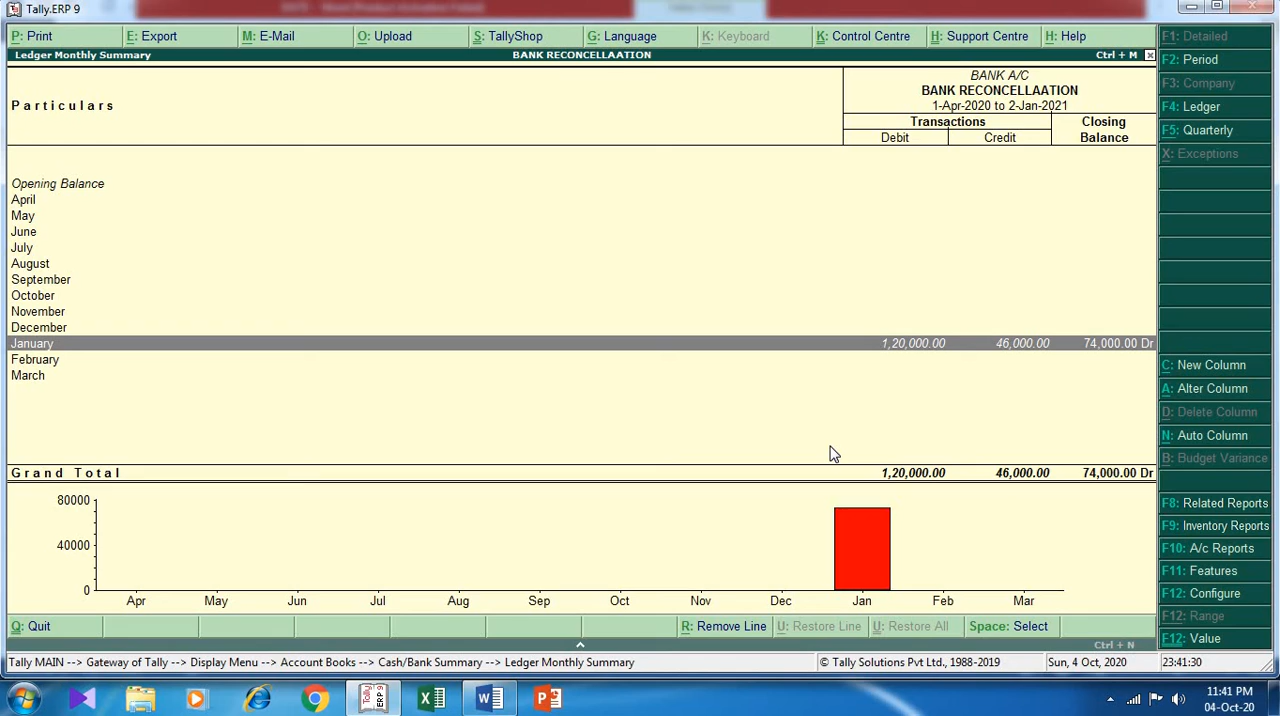 Tally.ERP 9
P: Print E: Export M: E-Mail O: Upload S: TallyShop G: Language K: Keyboard K: Control Centre H: Support Centre H: Help
Ledger Monthly Summary BANK RECONCELLAATION Ctrl + M
Particulars
BANK A/C
BANK RECONCELLAATION
1-Apr-2020 to 2-Jan-2021
Transactions Closing
Debit Credit Balance
Opening Balance
April
May
June
July
August
September
October
November
December
January 1,20,000.00 46,000.00 74,000.00 Dr
February
March
Grand Total 1,20,000.00 46,000.00 74,000.00 Dr
80000
40000
0
Apr May Jun Jul Aug Sep Oct Nov Dec Jan Feb Mar
F1: Detailed
F2: Period
F3: Company
F4: Ledger
F5: Quarterly
X: Exceptions
C: New Column
A: Alter Column
D: Delete Column
N: Auto Column
B: Budget Variance
F8: Related Reports
F9: Inventory Reports
F10: A/c Reports
F11: Features
F12: Configure
F12: Range
F12: Value
Q: Quit R: Remove Line U: Restore Line U: Restore All Space: Select
Ctrl + N
Tally MAIN --> Gateway of Tally --> Display Menu --> Account Books --> Cash/Bank Summary --> Ledger Monthly Summary © Tally Solutions Pvt Ltd., 1988-2019 Sun, 4 Oct, 2020 23:41:30
11:41 PM
04-Oct-20